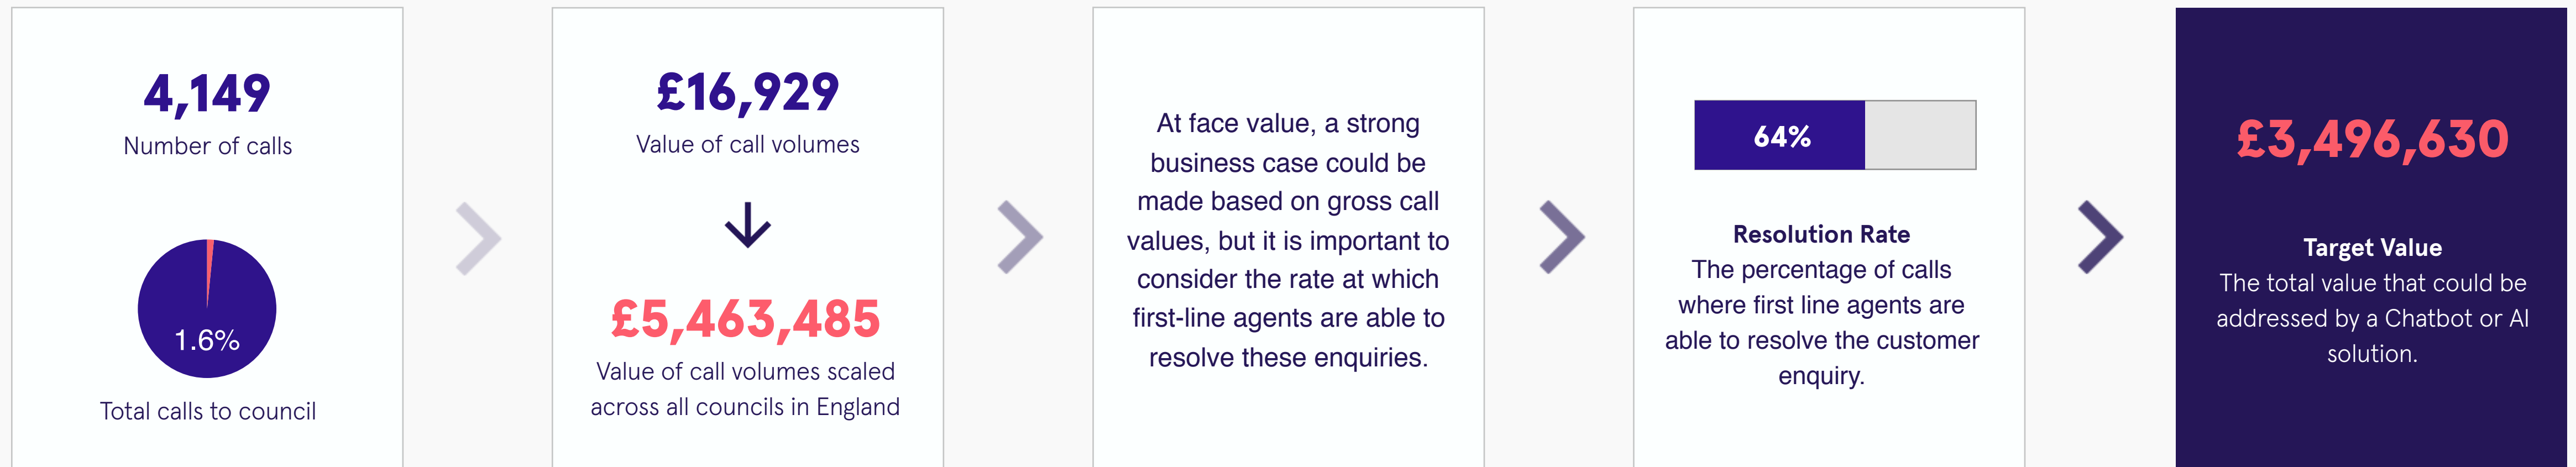 4,149
Number of calls
1.6%
Total calls to council
£16,929
Value of call volumes
£5,463,485
Value of call volumes scaled
across all councils in England
At face value, a strong
business case could be
made based on gross call
values, but it is important to
consider the rate at which
first-line agents are able to
resolve these enquiries.
64%
Resolution Rate
The percentage of calls
where first line agents are
able to resolve the customer
enquiry.
£3,496,630
Target Value
The total value that could be
addressed by a Chatbot or AI
solution.